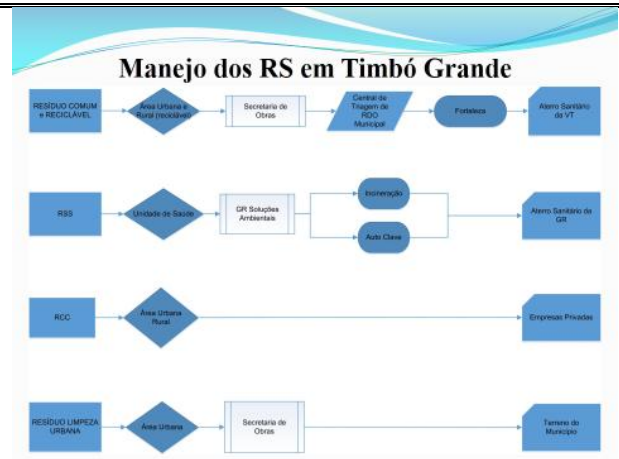 Manejo dos RS em Timbó Grande
RESÍDUO COMUM
e RECICLÁVEL
Área Urbana e
Rural (reciclável)
Secretaria de
Obras
Central de
Triagem de
RDO
Municipal
Fortaleza
Aterro Sanitário
da VT
RSS
Unidade de Saúde
GR Soluções
Ambientais
Incineração
Auto Clave
Aterro Sanitário da
GR
RCC
Área Urbana
Rural
Empresas Privadas
RESÍDUO LIMPEZA
URBANA
Área Urbana
Secretaria de
Obras
Terreno do
Município